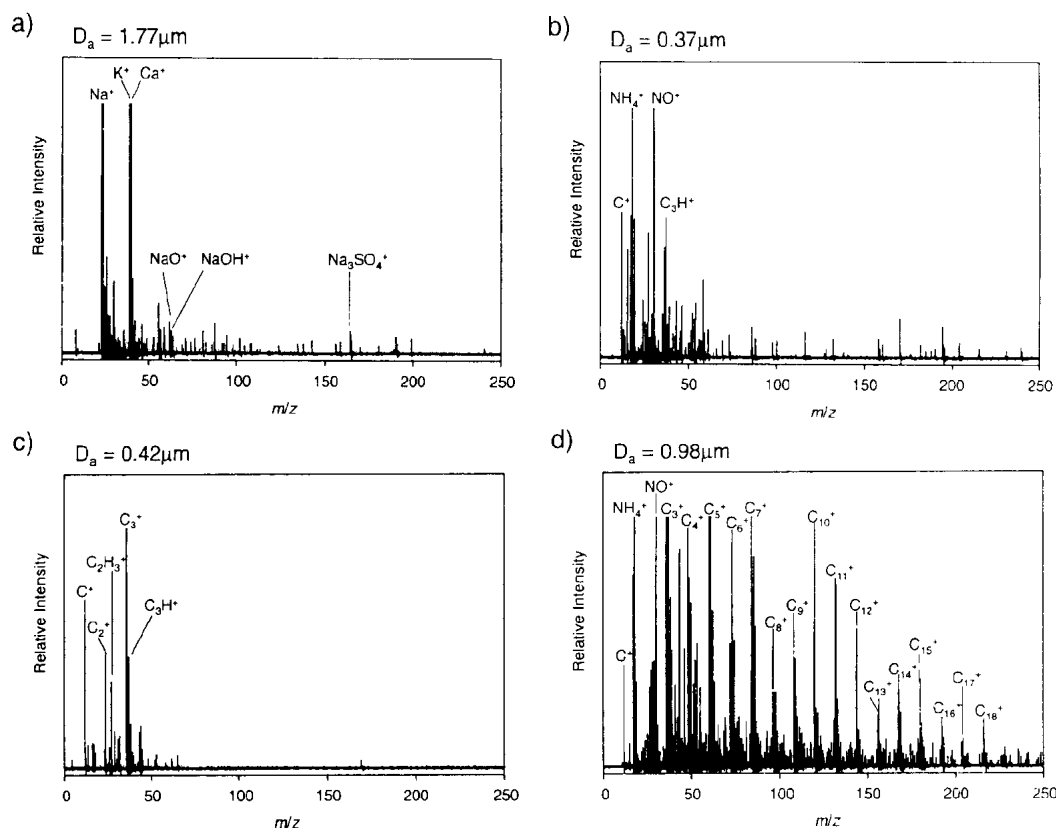 a)
Dₐ = 1.77μm
K⁺ Ca⁺
Na⁺
NaO⁺ NaOH⁺ Na₃SO₄⁺
Relative Intensity
0 50 100 150 200 250
m/z
b)
Dₐ = 0.37μm
NH₄⁺ NO⁺
C⁺ C₃H⁺
Relative Intensity
0 50 100 150 200 250
m/z
c)
Dₐ = 0.42μm
C₃⁺
C₂H₃⁺
C⁺
C₃H⁺
C₂⁺
Relative Intensity
0 50 100 150 200 250
m/z
d)
Dₐ = 0.98μm
NO⁺
NH₄⁺ C₃⁺ C₄⁺ C₅⁺ C₆⁺ C₇⁺
C₁₀⁺
C₁₁⁺
C₈⁺ C₉⁺ C₁₂⁺
C⁺
C₁₃⁺ C₁₄⁺ C₁₅⁺
C₁₆⁺ C₁₇⁺ C₁₈⁺
Relative Intensity
0 50 100 150 200 250
m/z